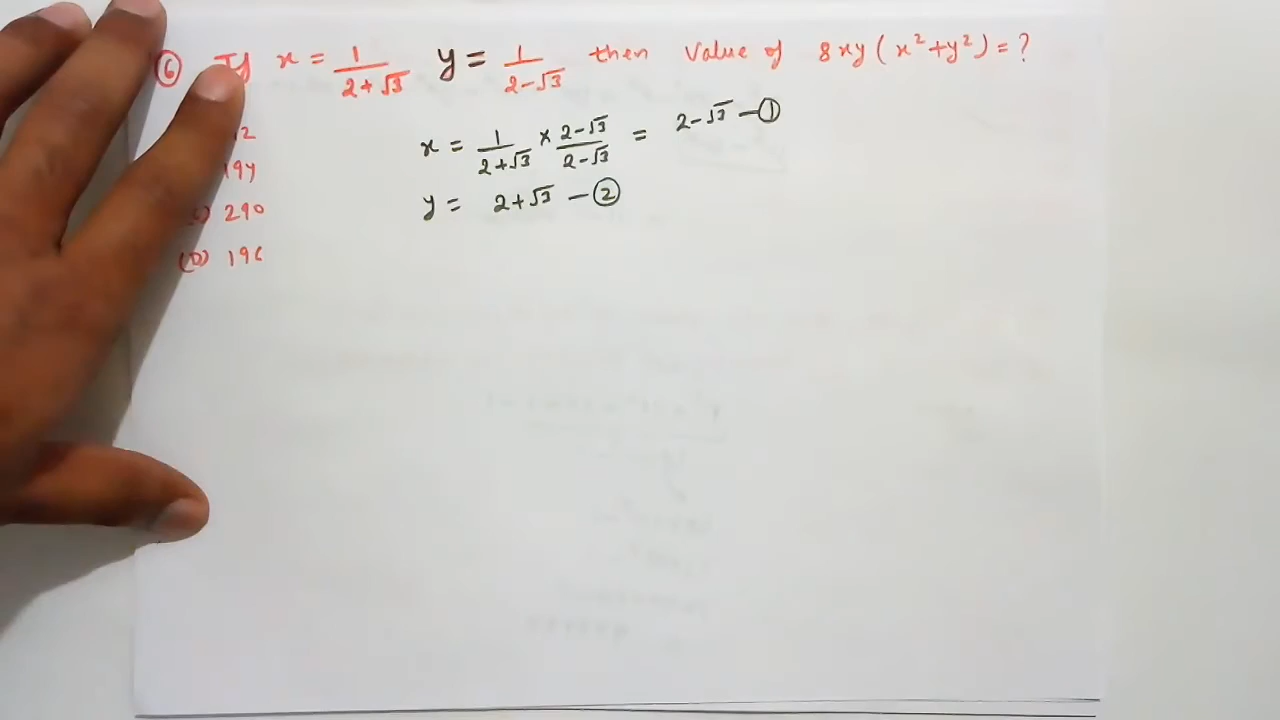 ⑥ If x = 1/(2+√3) y = 1/(2-√3) then value of 8xy(x²+y²) = ?
x = 1/(2+√3) × (2-√3)/(2-√3) = 2-√3 -①
194
y = 2+√3 -②
290
(D) 196